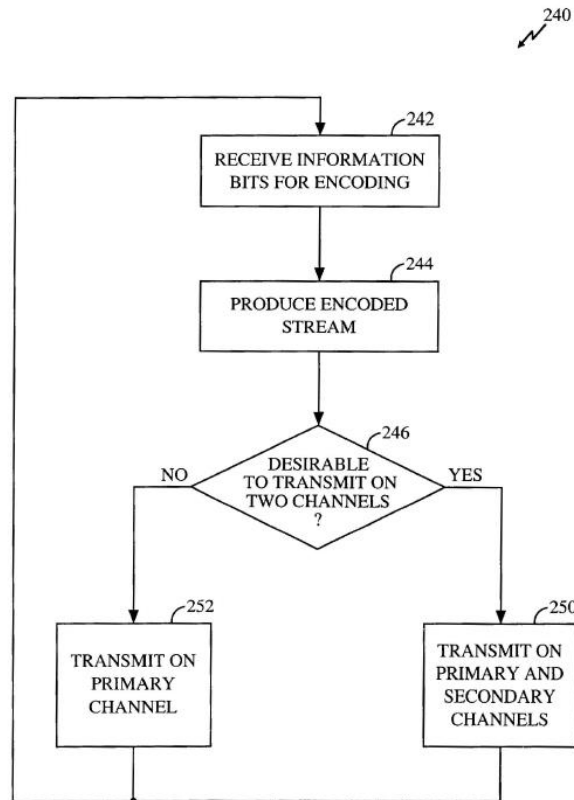 240
242
RECEIVE INFORMATION
BITS FOR ENCODING
244
PRODUCE ENCODED
STREAM
246
DESIRABLE
TO TRANSMIT ON
TWO CHANNELS
?
NO
YES
252
TRANSMIT ON
PRIMARY
CHANNEL
250
TRANSMIT ON
PRIMARY AND
SECONDARY
CHANNELS